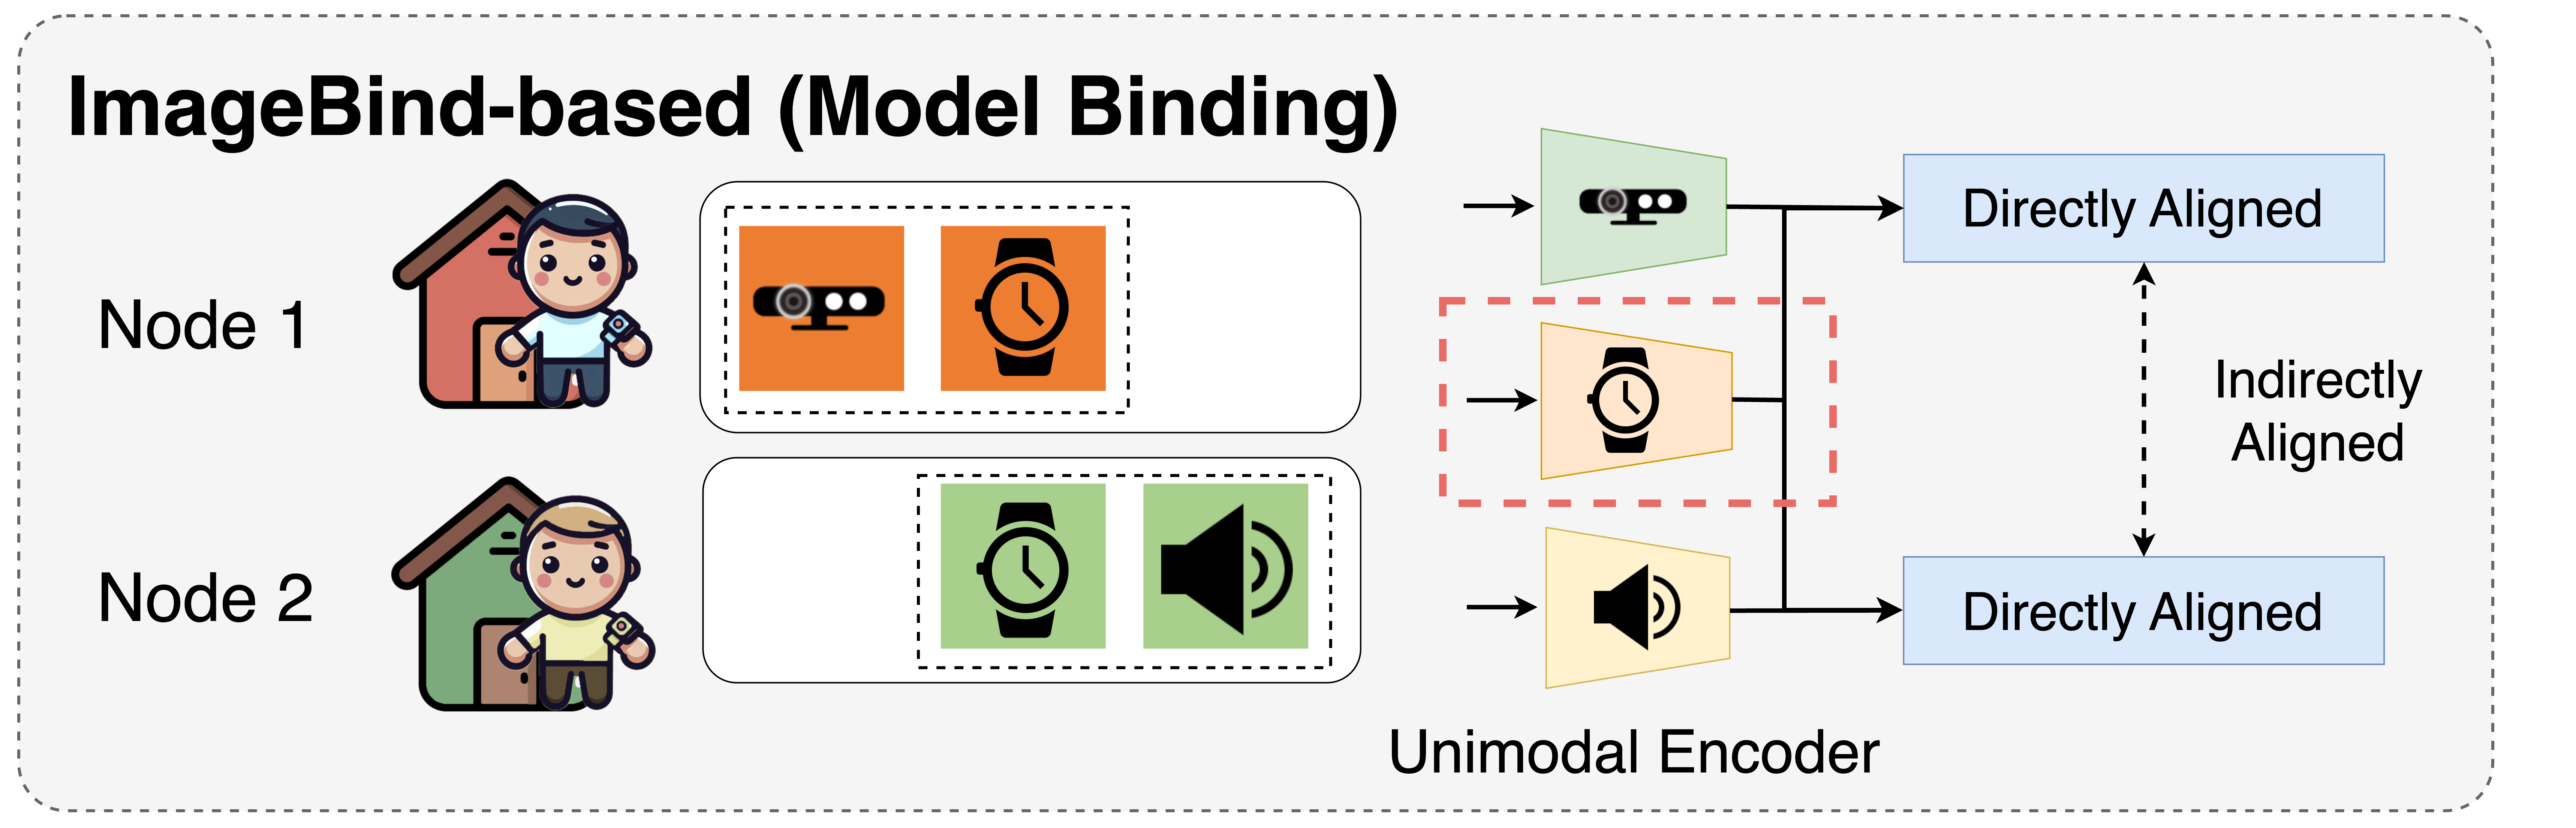 ImageBind-based (Model Binding)
Node 1
Directly Aligned
Indirectly
Aligned
Node 2
Directly Aligned
Unimodal Encoder